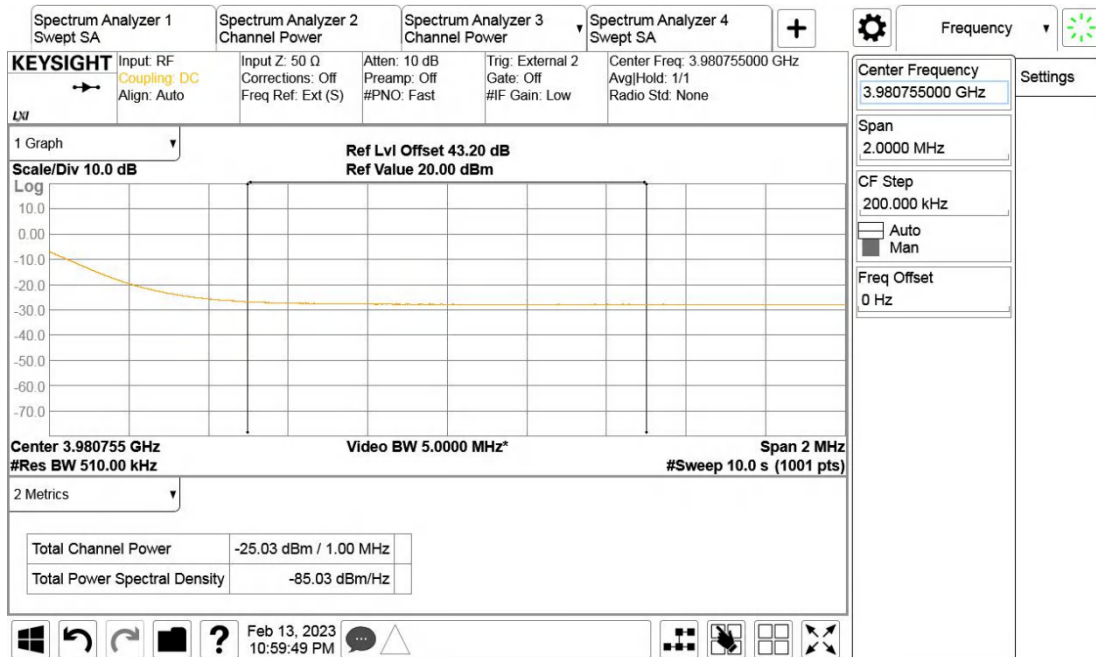 Spectrum Analyzer 1
Swept SA
Spectrum Analyzer 2
Channel Power
Spectrum Analyzer 3
Channel Power
Spectrum Analyzer 4
Swept SA
Frequency
KEYSIGHT
LXI
Input: RF
Coupling: DC
Align: Auto
Input Z: 50 Ω
Corrections: Off
Freq Ref: Ext (S)
Atten: 10 dB
Preamp: Off
#PNO: Fast
Trig: External 2
Gate: Off
#IF Gain: Low
Center Freq: 3.980755000 GHz
Avg|Hold: 1/1
Radio Std: None
Center Frequency
3.980755000 GHz
Settings
Span
2.0000 MHz
CF Step
200.000 kHz
Auto
Man
Freq Offset
0 Hz
1 Graph
Scale/Div 10.0 dB
Ref Lvl Offset 43.20 dB
Ref Value 20.00 dBm
Log
10.0
0.00
-10.0
-20.0
-30.0
-40.0
-50.0
-60.0
-70.0
Center 3.980755 GHz
#Res BW 510.00 kHz
Video BW 5.0000 MHz*
Span 2 MHz
#Sweep 10.0 s (1001 pts)
2 Metrics
Total Channel Power -25.03 dBm / 1.00 MHz
Total Power Spectral Density -85.03 dBm/Hz
?
Feb 13, 2023
10:59:49 PM